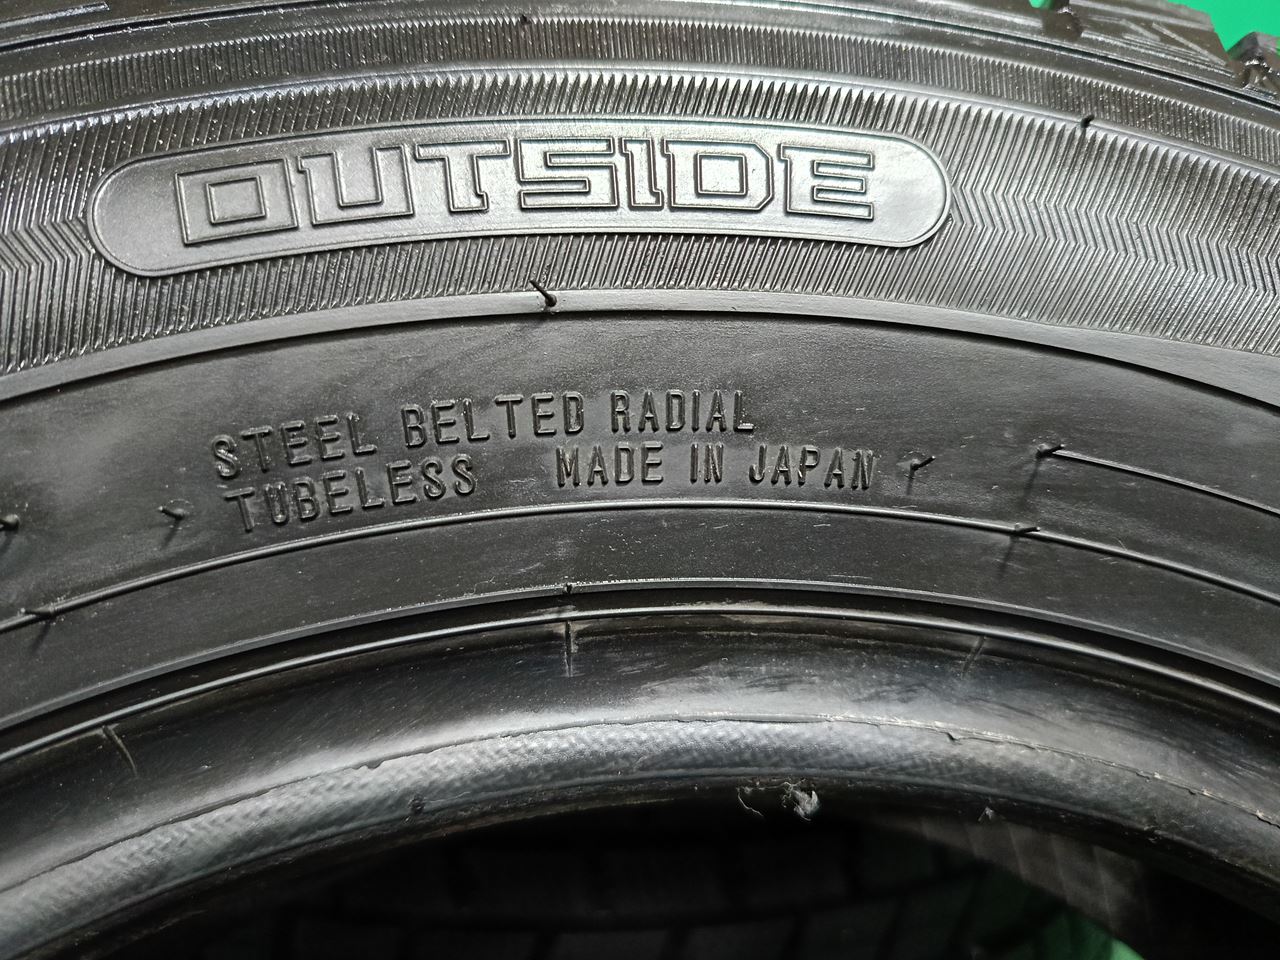 OUTSIDE
STEEL BELTED RADIAL
TUBELESS MADE IN JAPAN